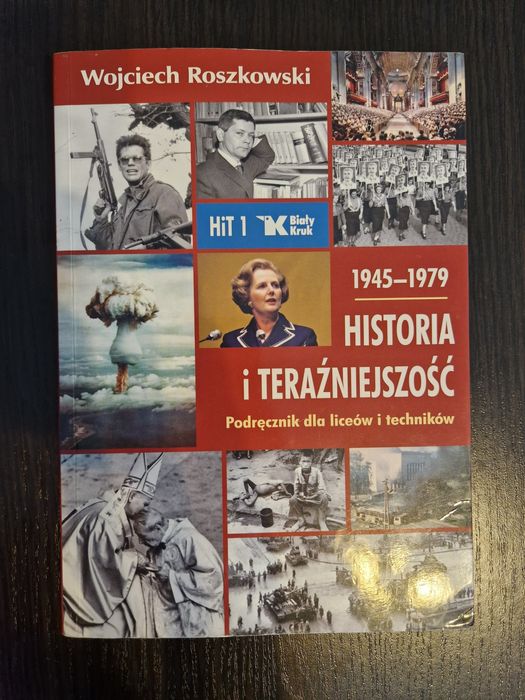 Wojciech Roszkowski
HiT 1
Biały
Kruk
1945–1979
HISTORIA
i TERAŹNIEJSZOŚĆ
Podręcznik dla liceów i techników